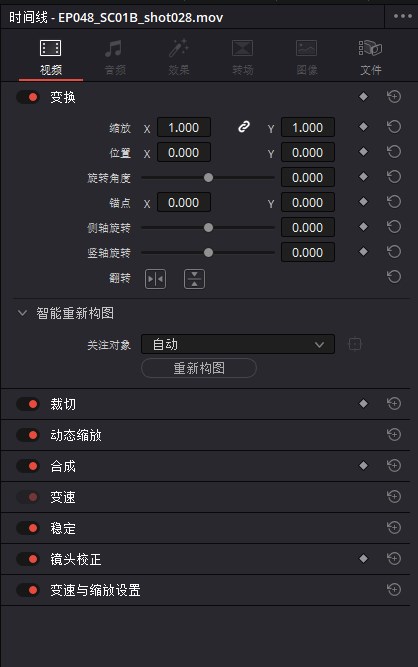 时间线 - EP048_SC01B_shot028.mov
视频 音频 效果 转场 图像 文件
变换
缩放 X 1.000 Y 1.000
位置 X 0.000 Y 0.000
旋转角度 0.000
锚点 X 0.000 Y 0.000
侧轴旋转 0.000
竖轴旋转 0.000
翻转
智能重新构图
关注对象 自动
重新构图
裁切
动态缩放
合成
变速
稳定
镜头校正
变速与缩放设置